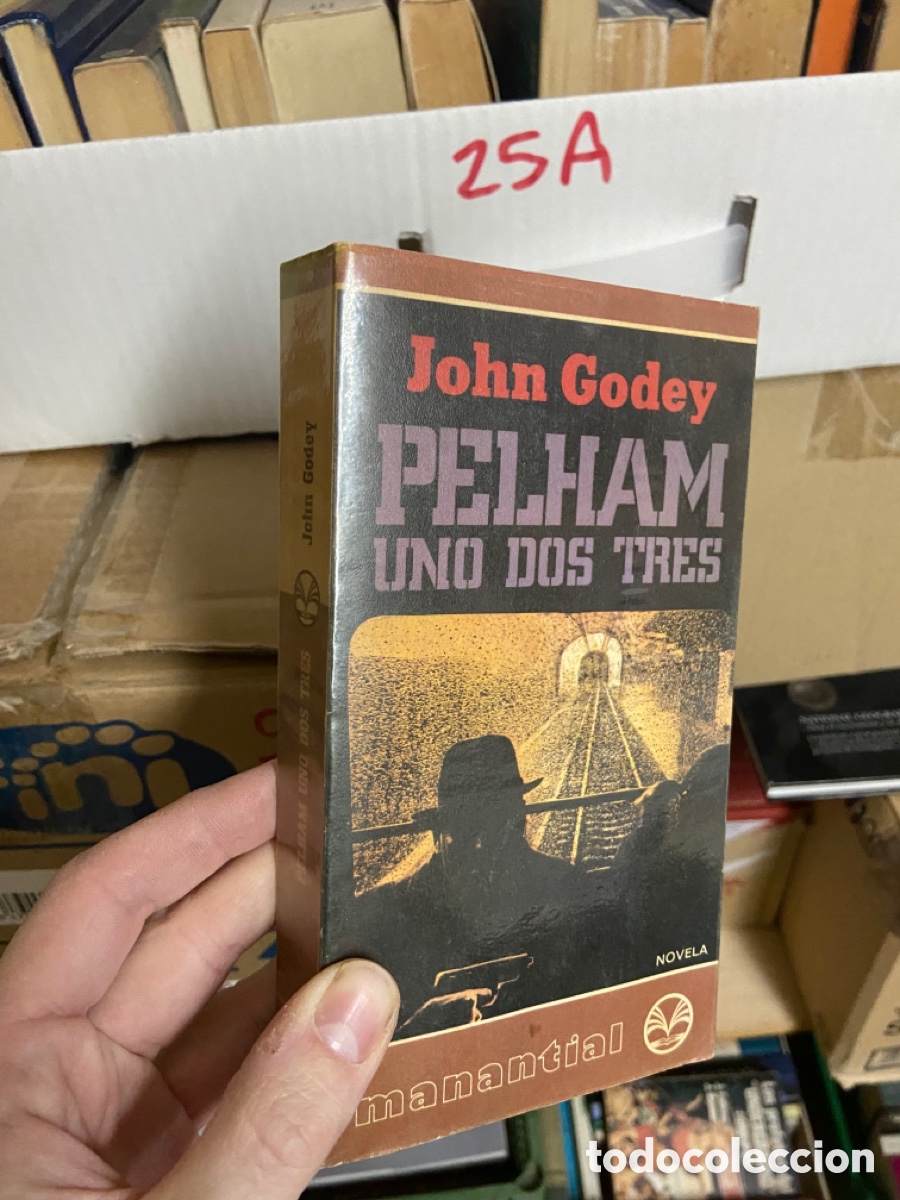 25A
John Godey
PELHAM
UNO DOS TRES
NOVELA
manantial
John Godey
PELHAM UNO DOS TRES
todocoleccion